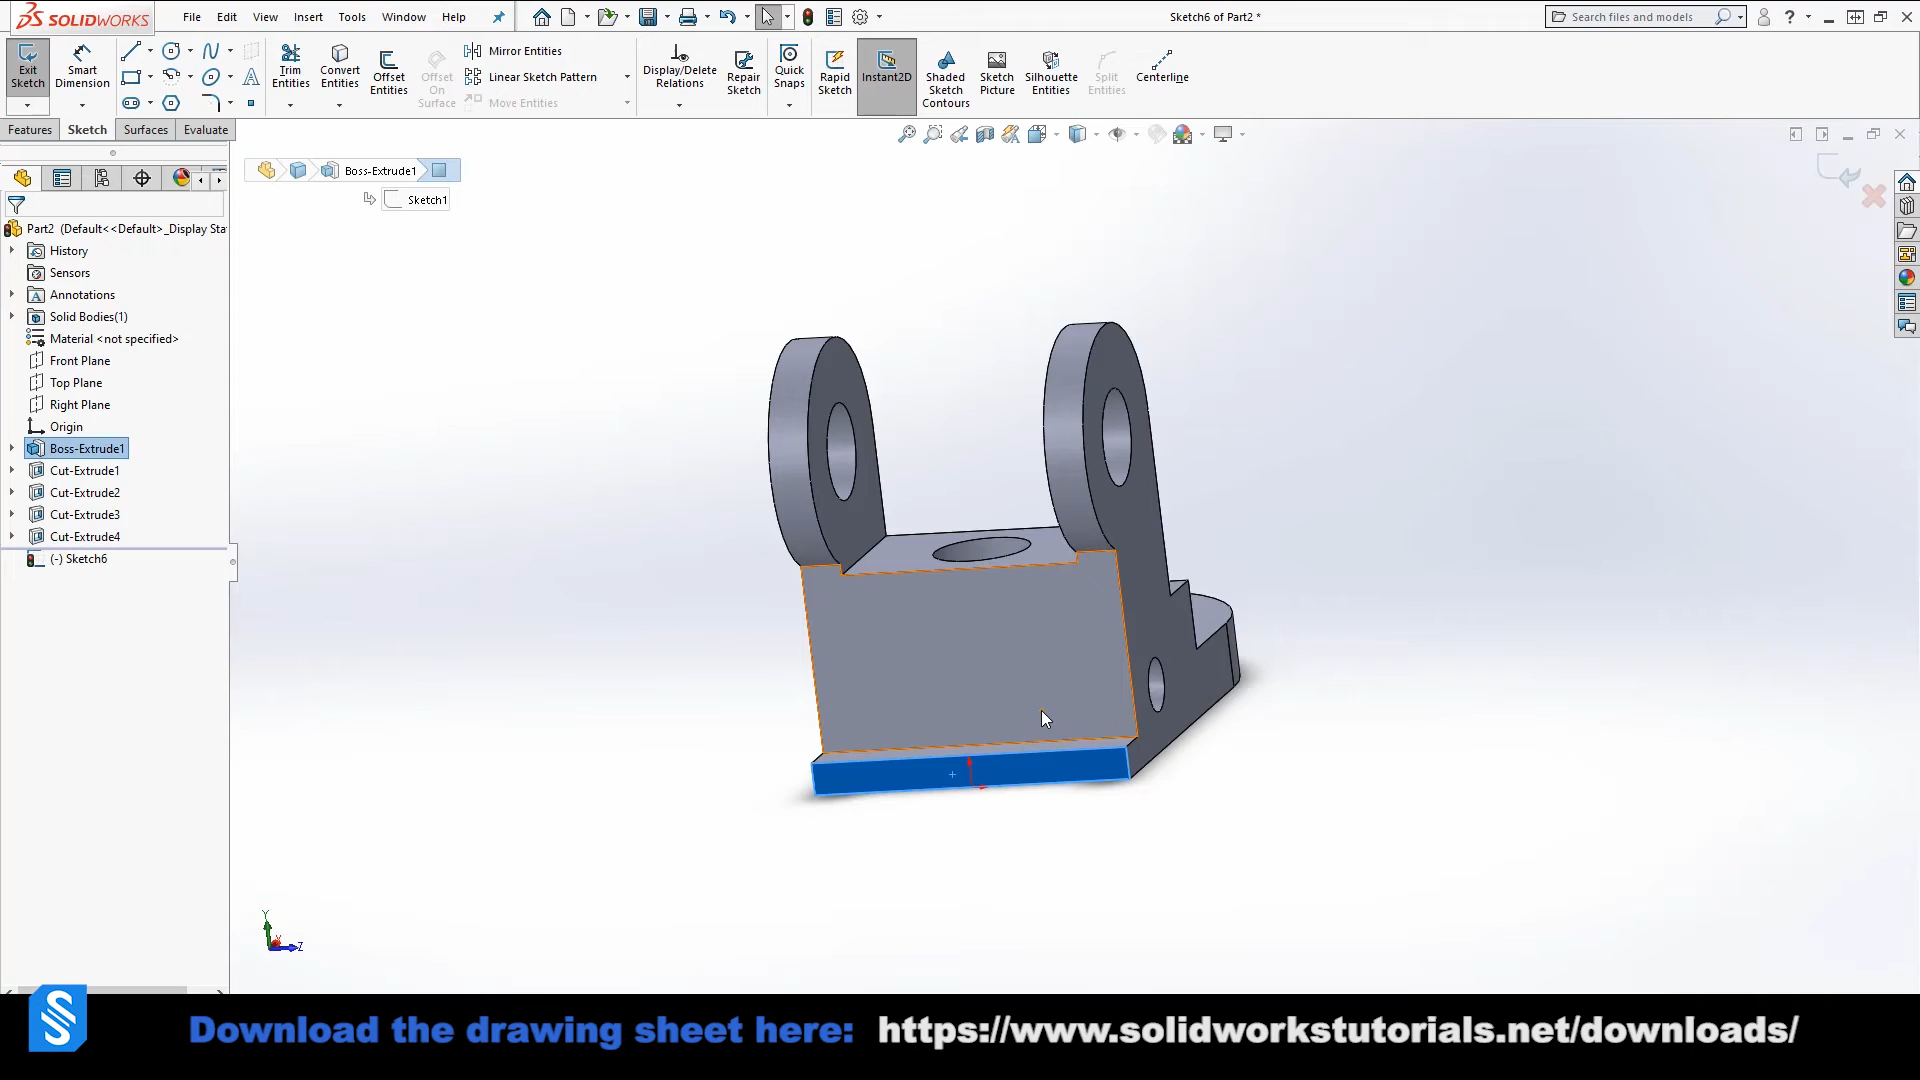 SOLIDWORKS
File Edit View Insert Tools Window Help
Sketch6 of Part2 *
Search files and models
Exit Sketch
Smart Dimension
Trim Entities
Convert Entities
Offset Entities
Offset On Surface
Mirror Entities
Linear Sketch Pattern
Move Entities
Display/Delete Relations
Repair Sketch
Quick Snaps
Rapid Sketch
Instant2D
Shaded Sketch Contours
Sketch Picture
Silhouette Entities
Split Entities
Centerline
Features Sketch Surfaces Evaluate
Boss-Extrude1
Sketch1
Part2 (Default<<Default>_Display Sta
History
Sensors
Annotations
Solid Bodies(1)
Material <not specified>
Front Plane
Top Plane
Right Plane
Origin
Boss-Extrude1
Cut-Extrude1
Cut-Extrude2
Cut-Extrude3
Cut-Extrude4
(-) Sketch6
Y
Z
Download the drawing sheet here: https://www.solidworkstutorials.net/downloads/